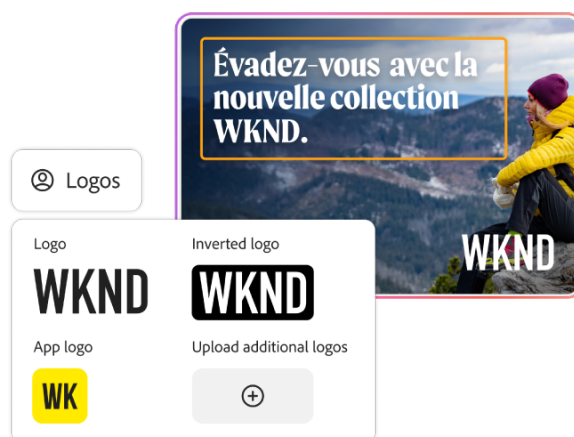 Évadez-vous avec la
nouvelle collection
WKND.
WKND
Logos
Logo
Inverted logo
WKND
WKND
App logo
Upload additional logos
WK